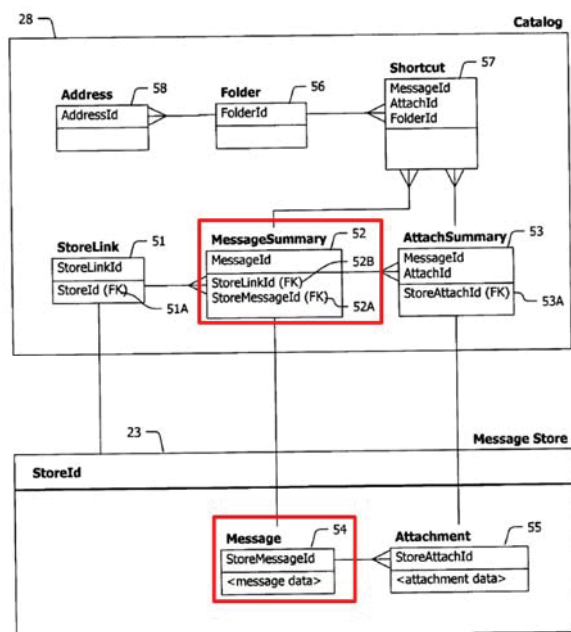 28
Catalog
Shortcut
57
MessageId
AttachId
FolderId
Address
58
AddressId
Folder
56
FolderId
StoreLink
51
StoreLinkId
StoreId (FK)
51A
MessageSummary
52
MessageId
StoreLinkId (FK)
52B
StoreMessageId (FK)
52A
AttachSummary
53
MessageId
AttachId
StoreAttachId (FK)
53A
23
Message Store
StoreId
Message
54
StoreMessageId
<message data>
Attachment
55
StoreAttachId
<attachment data>